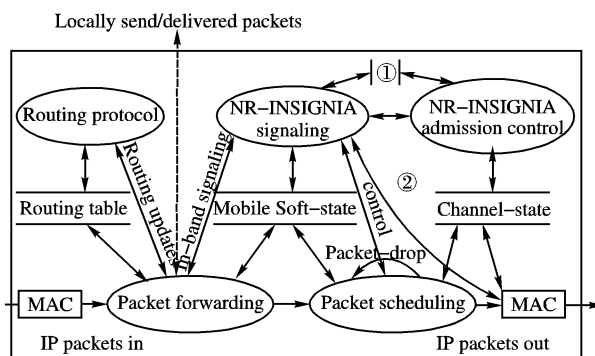 Locally send/delivered packets
①
Routing protocol
NR−INSIGNIA
signaling
NR−INSIGNIA
admission control
Routing updates
In−band signaling
control
②
Routing table
Mobile Soft−state
Channel−state
Packet−drop
MAC
Packet forwarding
Packet scheduling
MAC
IP packets in
IP packets out